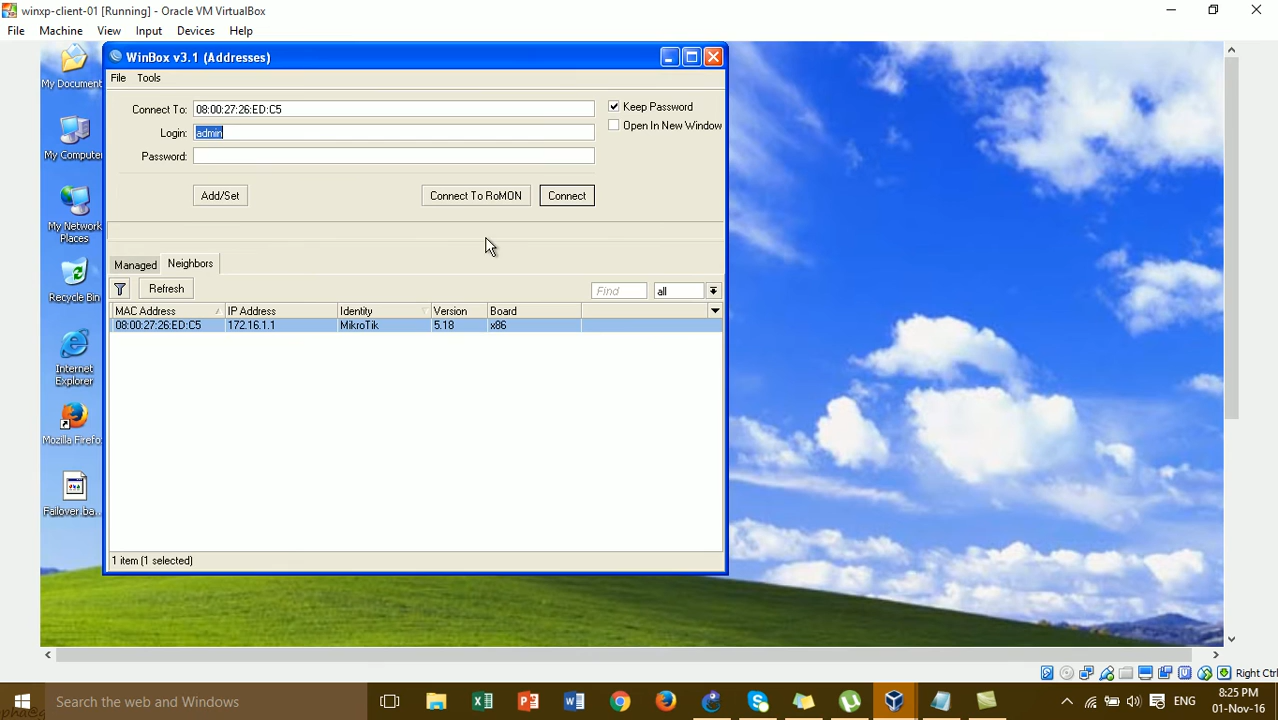 winxp-client-01 [Running] - Oracle VM VirtualBox
File Machine View Input Devices Help
My Document
My Computer
My Network
Places
Recycle Bin
Internet
Explorer
Mozilla Firefo
Failover.ba..
WinBox v3.1 (Addresses)
File Tools
Connect To: 08:00:27:26:ED:C5
Keep Password
Login: admin
Open In New Window
Password:
Add/Set Connect To RoMON Connect
Managed Neighbors
Refresh Find all
MAC Address IP Address Identity Version Board
08:00:27:26:ED:C5 172.16.1.1 MikroTik 5.18 x86
1 item (1 selected)
Right Ctrl
Search the web and Windows
ENG
8:25 PM
01-Nov-16